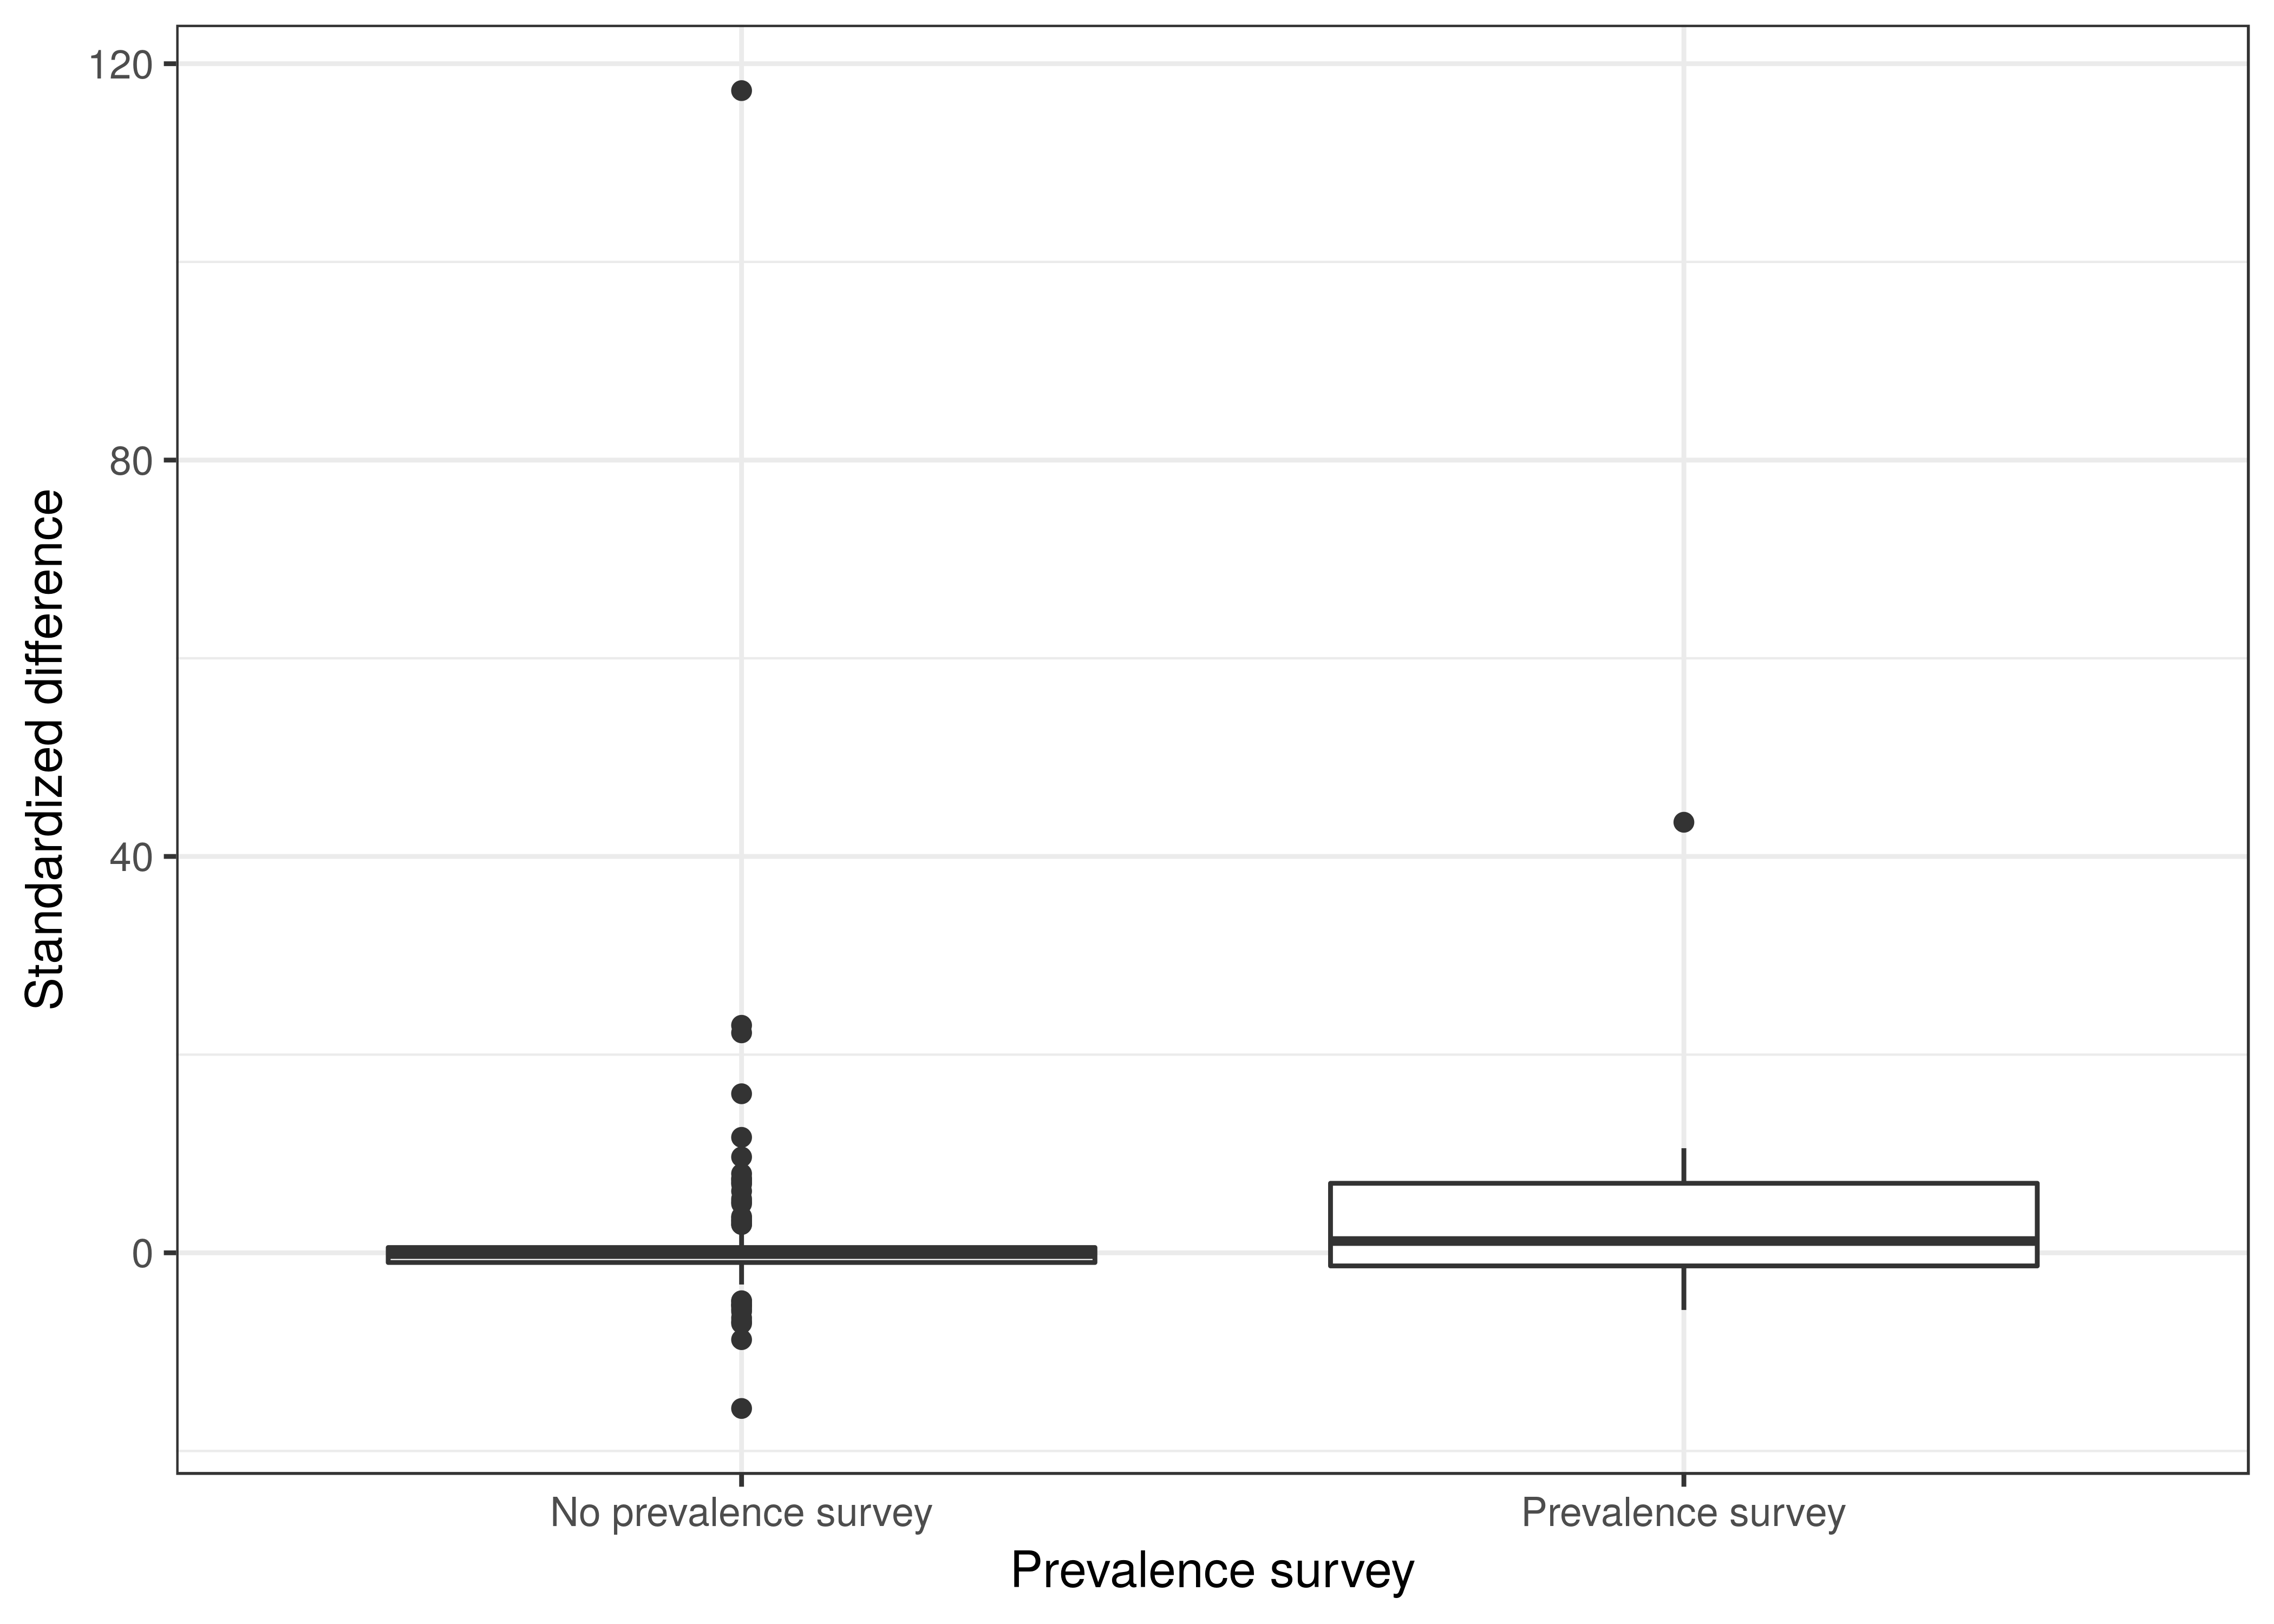 Standardized difference
120
80
40
0
No prevalence survey
Prevalence survey
Prevalence survey